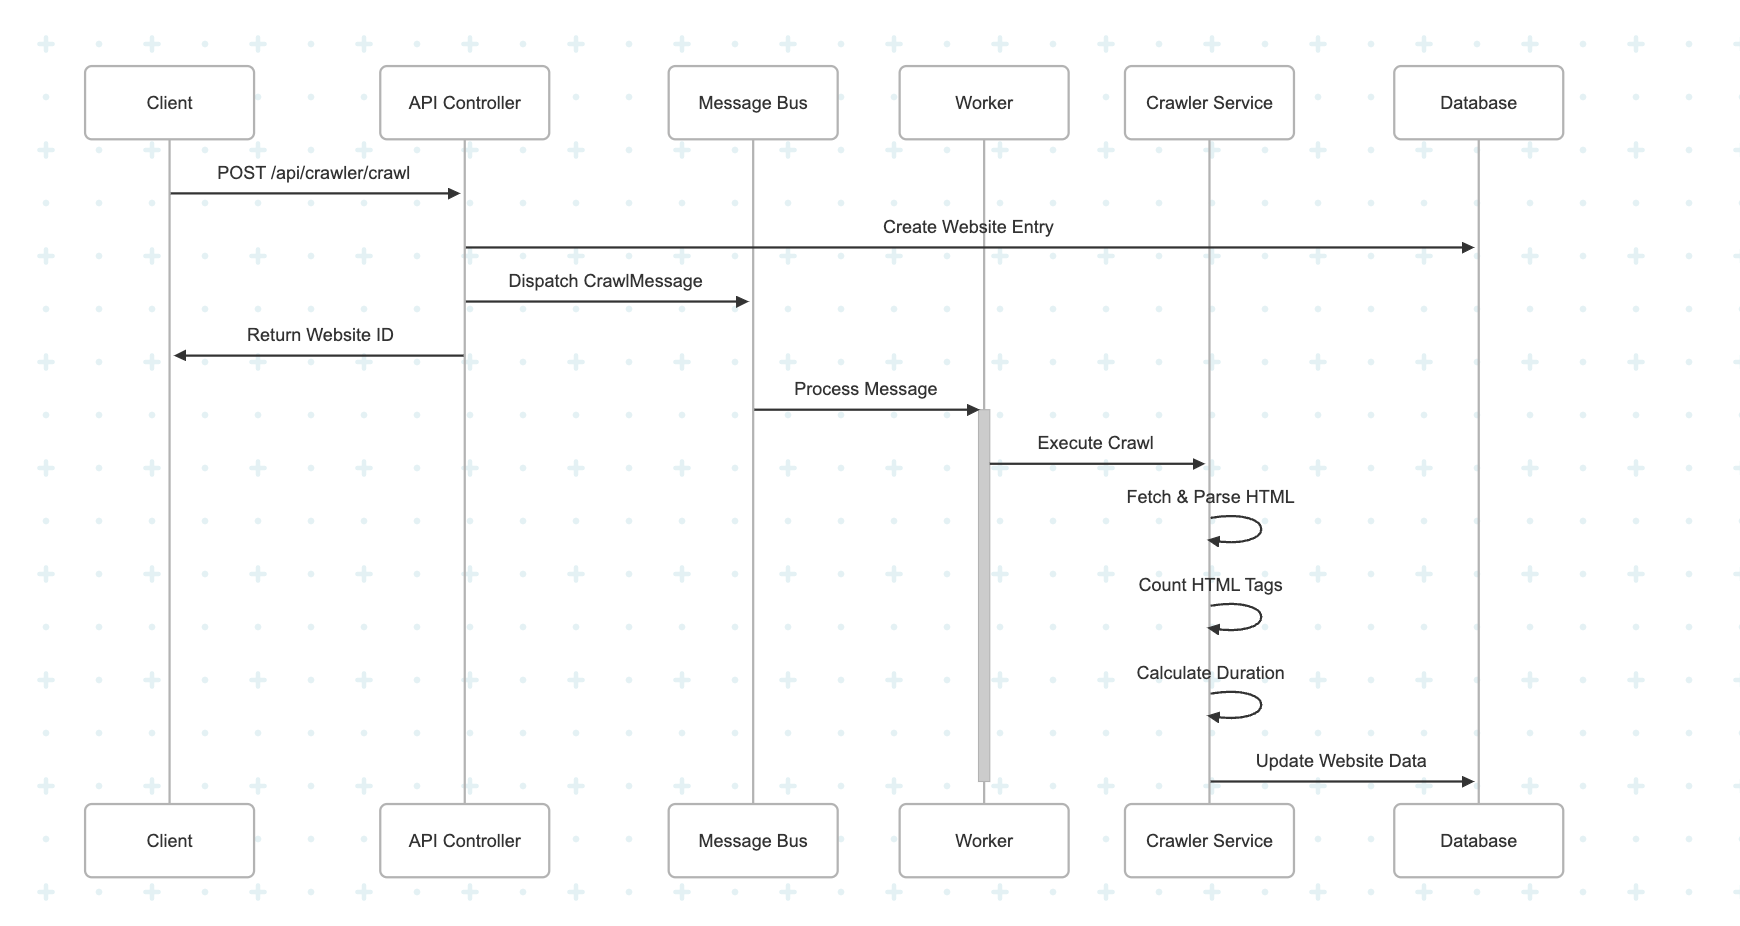 Client
API Controller
Message Bus
Worker
Crawler Service
Database
POST /api/crawler/crawl
Create Website Entry
Dispatch CrawlMessage
Return Website ID
Process Message
Execute Crawl
Fetch & Parse HTML
Count HTML Tags
Calculate Duration
Update Website Data
Client
API Controller
Message Bus
Worker
Crawler Service
Database